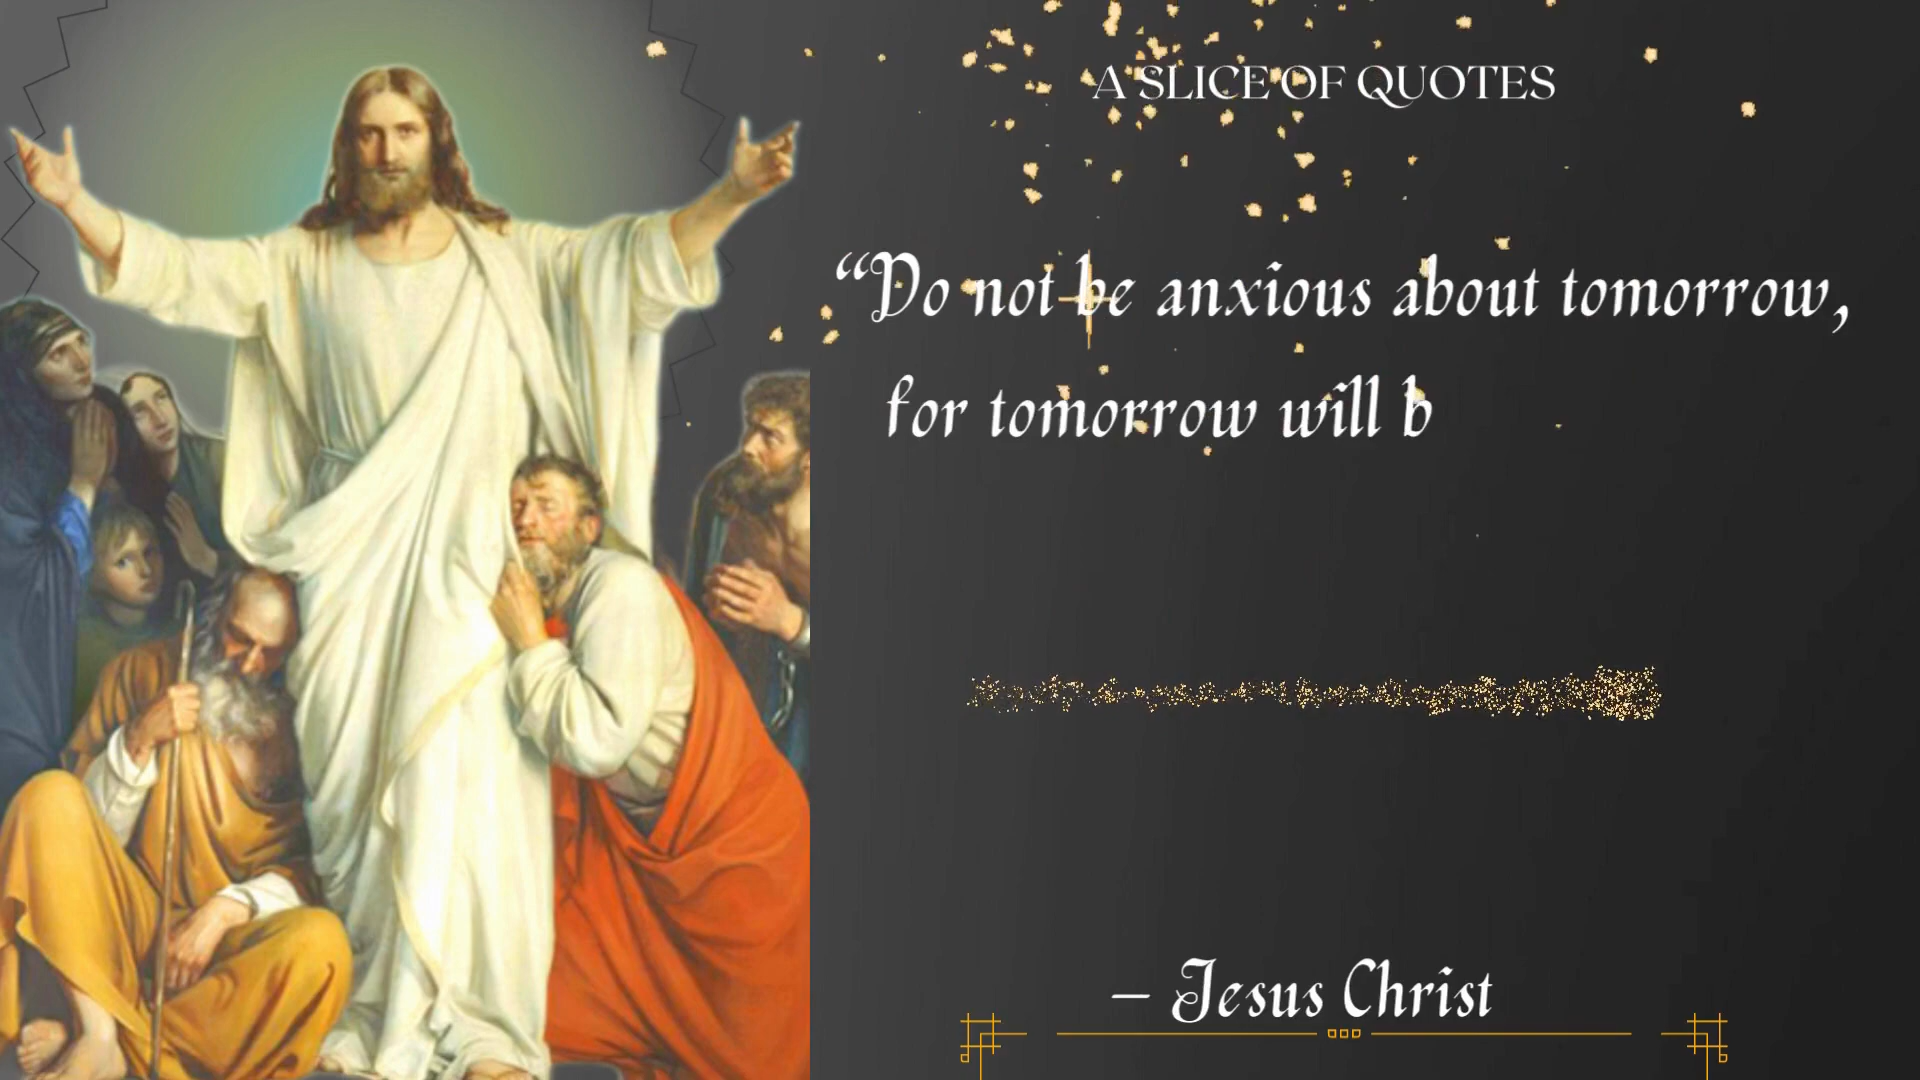 A SLICE OF QUOTES
“Do not be anxious about tomorrow,
for tomorrow will b
– Jesus Christ